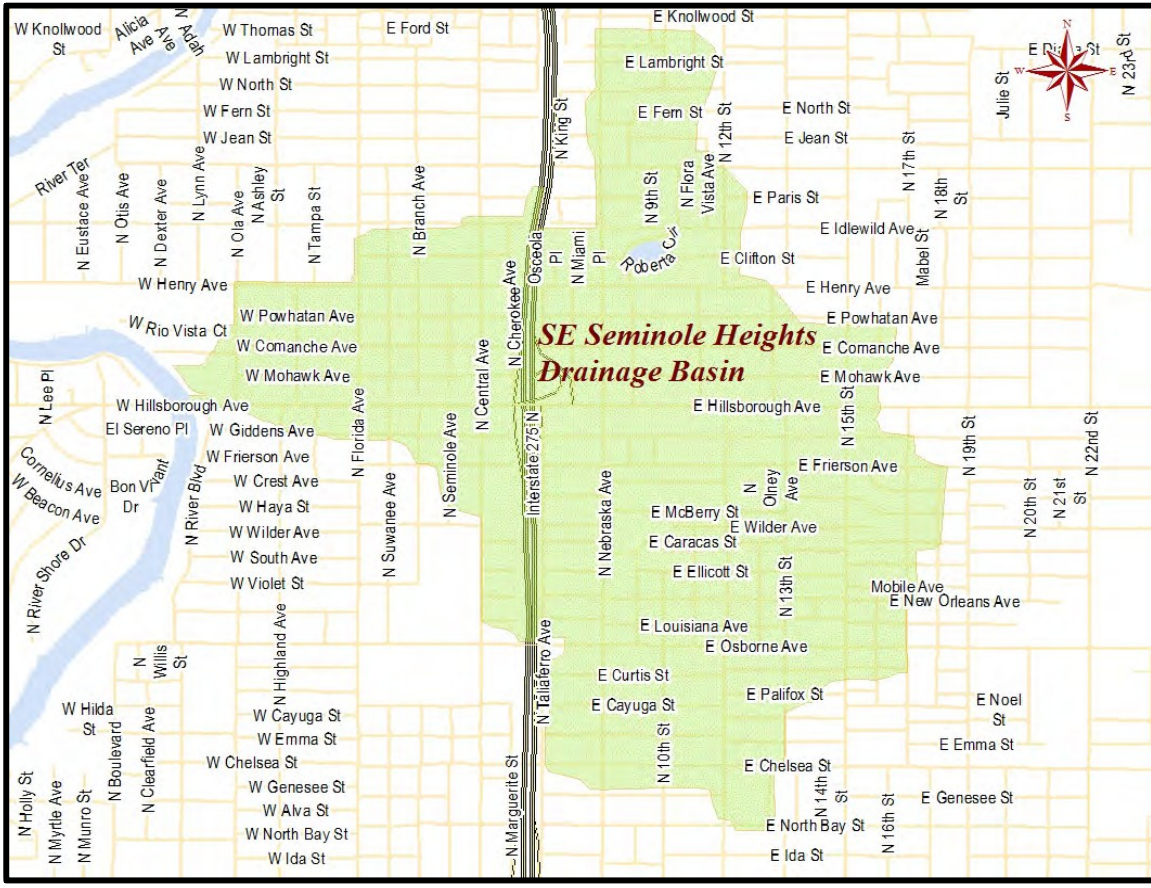 W Knollwood
St
Alicia
Ave
N Adah
Ave
W Thomas St
E Ford St
E Knollwood St
W Lambright St
E Lambright St
E Diana St
N 23rd St
N
W
E
S
Julie St
W North St
W Fern St
W Jean St
N King St
E Fern St
N 12th St
E North St
E Jean St
River Ter
N Eustace Ave
N Otis Ave
N Dexter Ave
N Lynn Ave
N Ola Ave
N Ashley
St
N Tampa St
N Branch Ave
N 9th St
N Flora
Vista Ave
E Paris St
N 17th St
N 18th
St
E Idlewild Ave
Mabel St
Osceola
Pl
N Miami
Pl
Roberta Cir
E Clifton St
W Henry Ave
E Henry Ave
W Rio Vista Ct
W Powhatan Ave
N Cherokee Ave
E Powhatan Ave
SE Seminole Heights
Drainage Basin
W Comanche Ave
E Comanche Ave
W Mohawk Ave
E Mohawk Ave
N Lee Pl
N Central Ave
W Hillsborough Ave
E Hillsborough Ave
N 15th St
El Sereno Pl
W Giddens Ave
N Florida Ave
N Seminole Ave
Interstate 275 N
N 19th St
N 22nd St
Cornelius Ave
W Beacon Ave
Bon Vivant
Dr
N River Blvd
W Frierson Ave
E Frierson Ave
W Crest Ave
N Suwanee Ave
N Nebraska Ave
N
Olney
Ave
N 20th St
N 21st
St
W Haya St
E McBerry St
W Wilder Ave
E Wilder Ave
E Caracas St
N River Shore Dr
W South Ave
E Ellicott St
N 13th St
W Violet St
Mobile Ave
E New Orleans Ave
N
Willis
St
N Highland Ave
N Taliaferro Ave
E Louisiana Ave
E Osborne Ave
E Curtis St
E Palifox St
W Hilda
St
N Boulevard
N Clearfield Ave
W Cayuga St
E Cayuga St
E Noel
St
W Emma St
E Emma St
N Holly St
N Myrtle Ave
N Munro St
W Chelsea St
N Marguerite St
N 10th St
E Chelsea St
W Genesee St
N 14th
St
N 16th St
E Genesee St
W Alva St
W North Bay St
E North Bay St
W Ida St
E Ida St